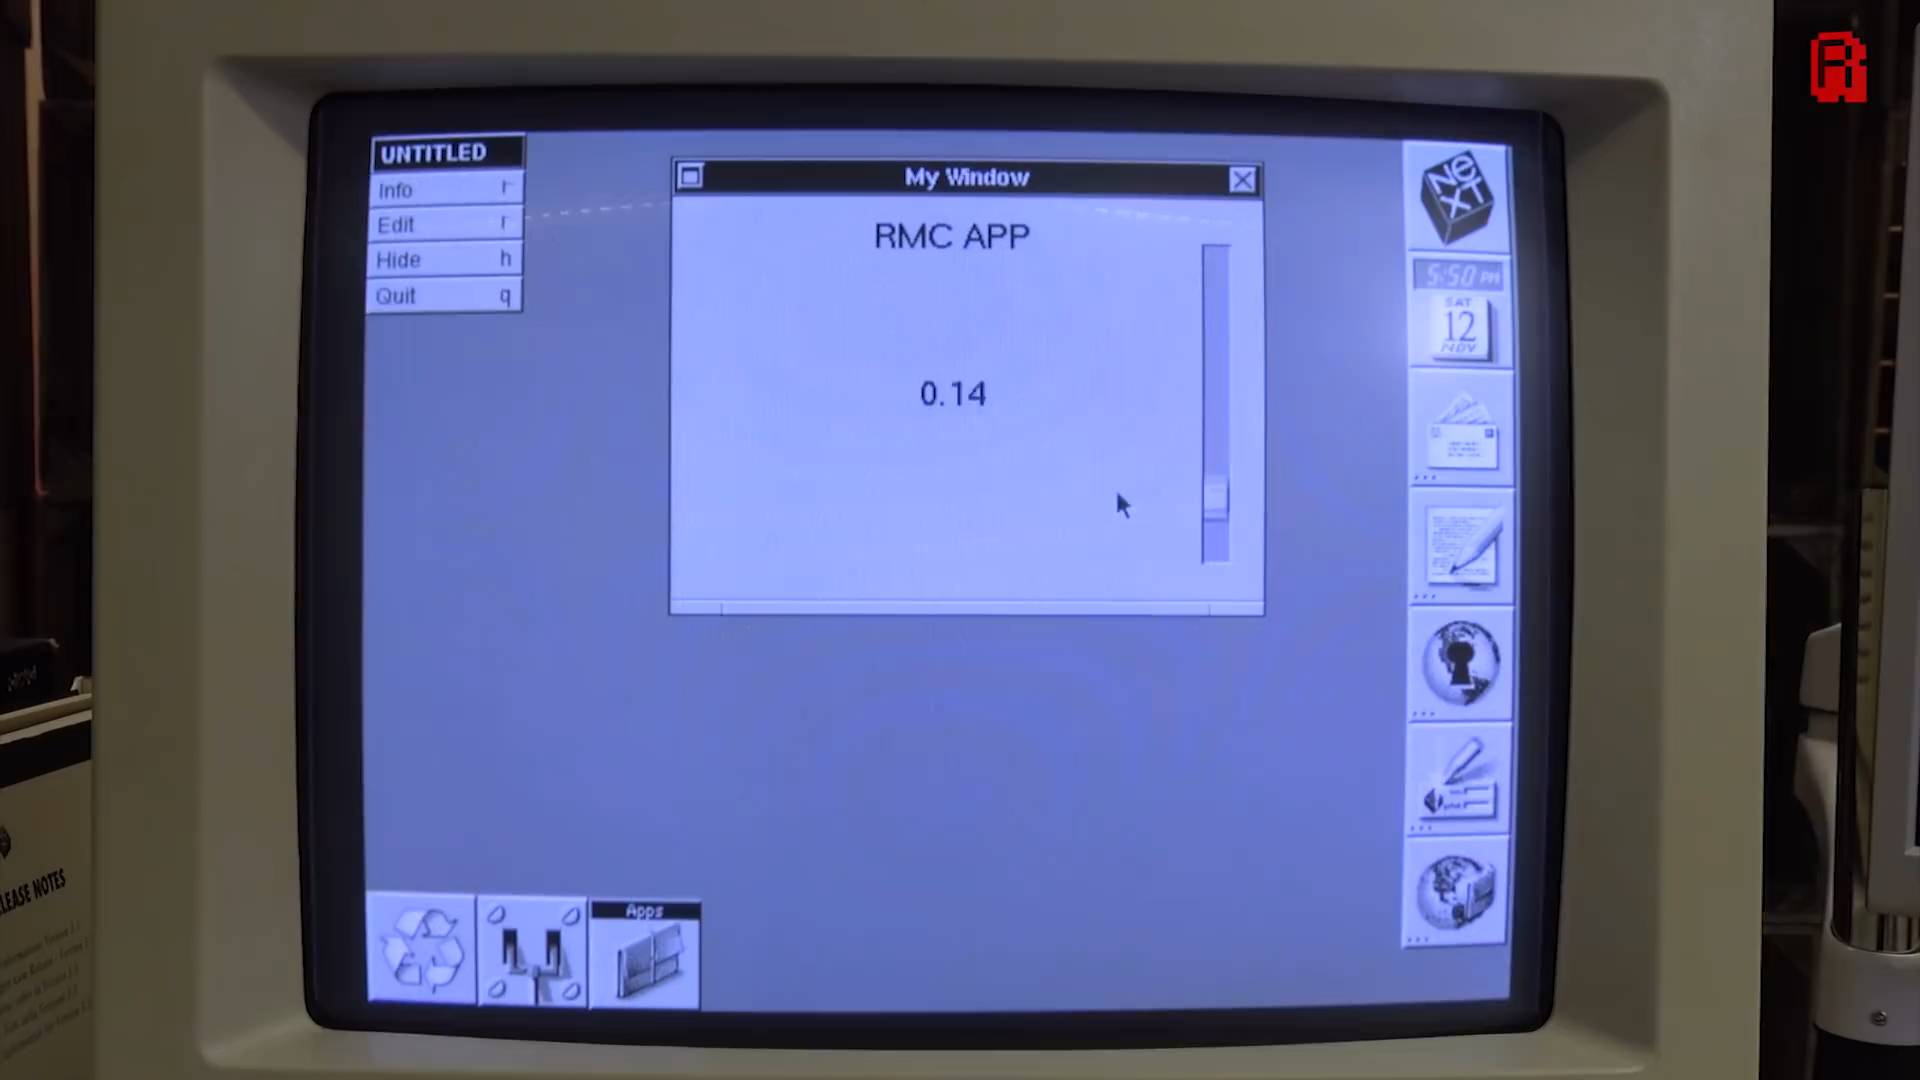 UNTITLED
Info
Edit
Hide h
Quit q
My Window
RMC APP
0.14
NeXT
5:50 PM
SAT
12
NOV
Apps
LEASE NOTES
R